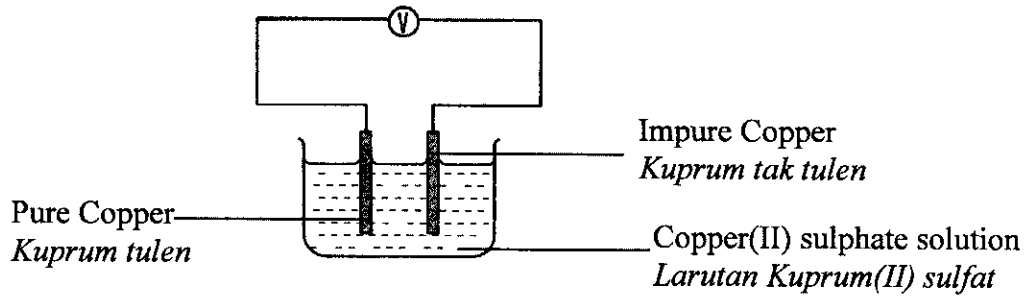 V
Impure Copper
Kuprum tak tulen
Pure Copper
Kuprum tulen
Copper(II) sulphate solution
Larutan Kuprum(II) sulfat